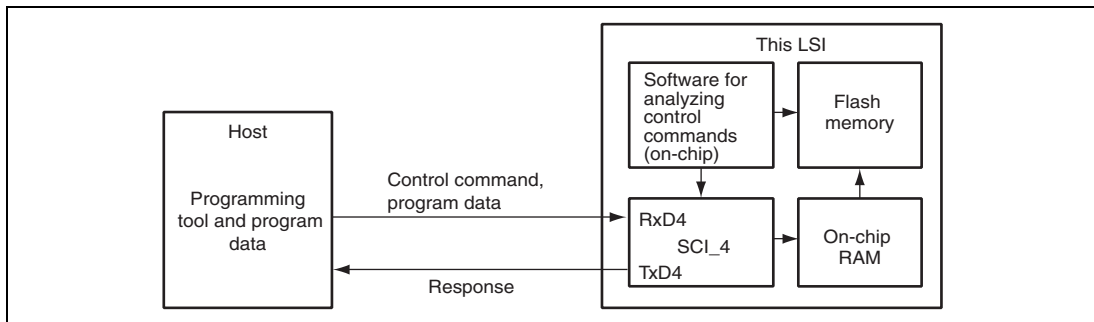 This LSI
Host
Programming
tool and program
data
Control command,
program data
Response
Software for
analyzing
control
commands
(on-chip)
Flash
memory
RxD4
SCI_4
TxD4
On-chip
RAM